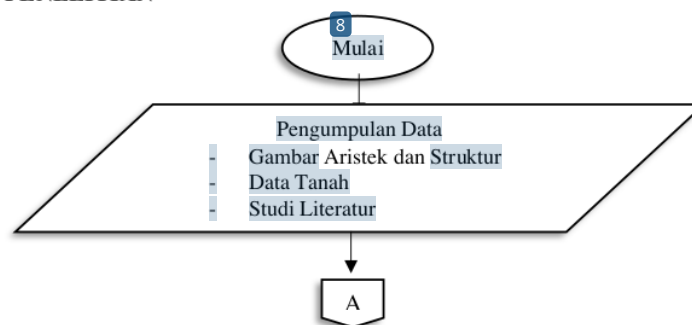 8
Mulai
Pengumpulan Data
- Gambar Aristek dan Struktur
- Data Tanah
- Studi Literatur
A